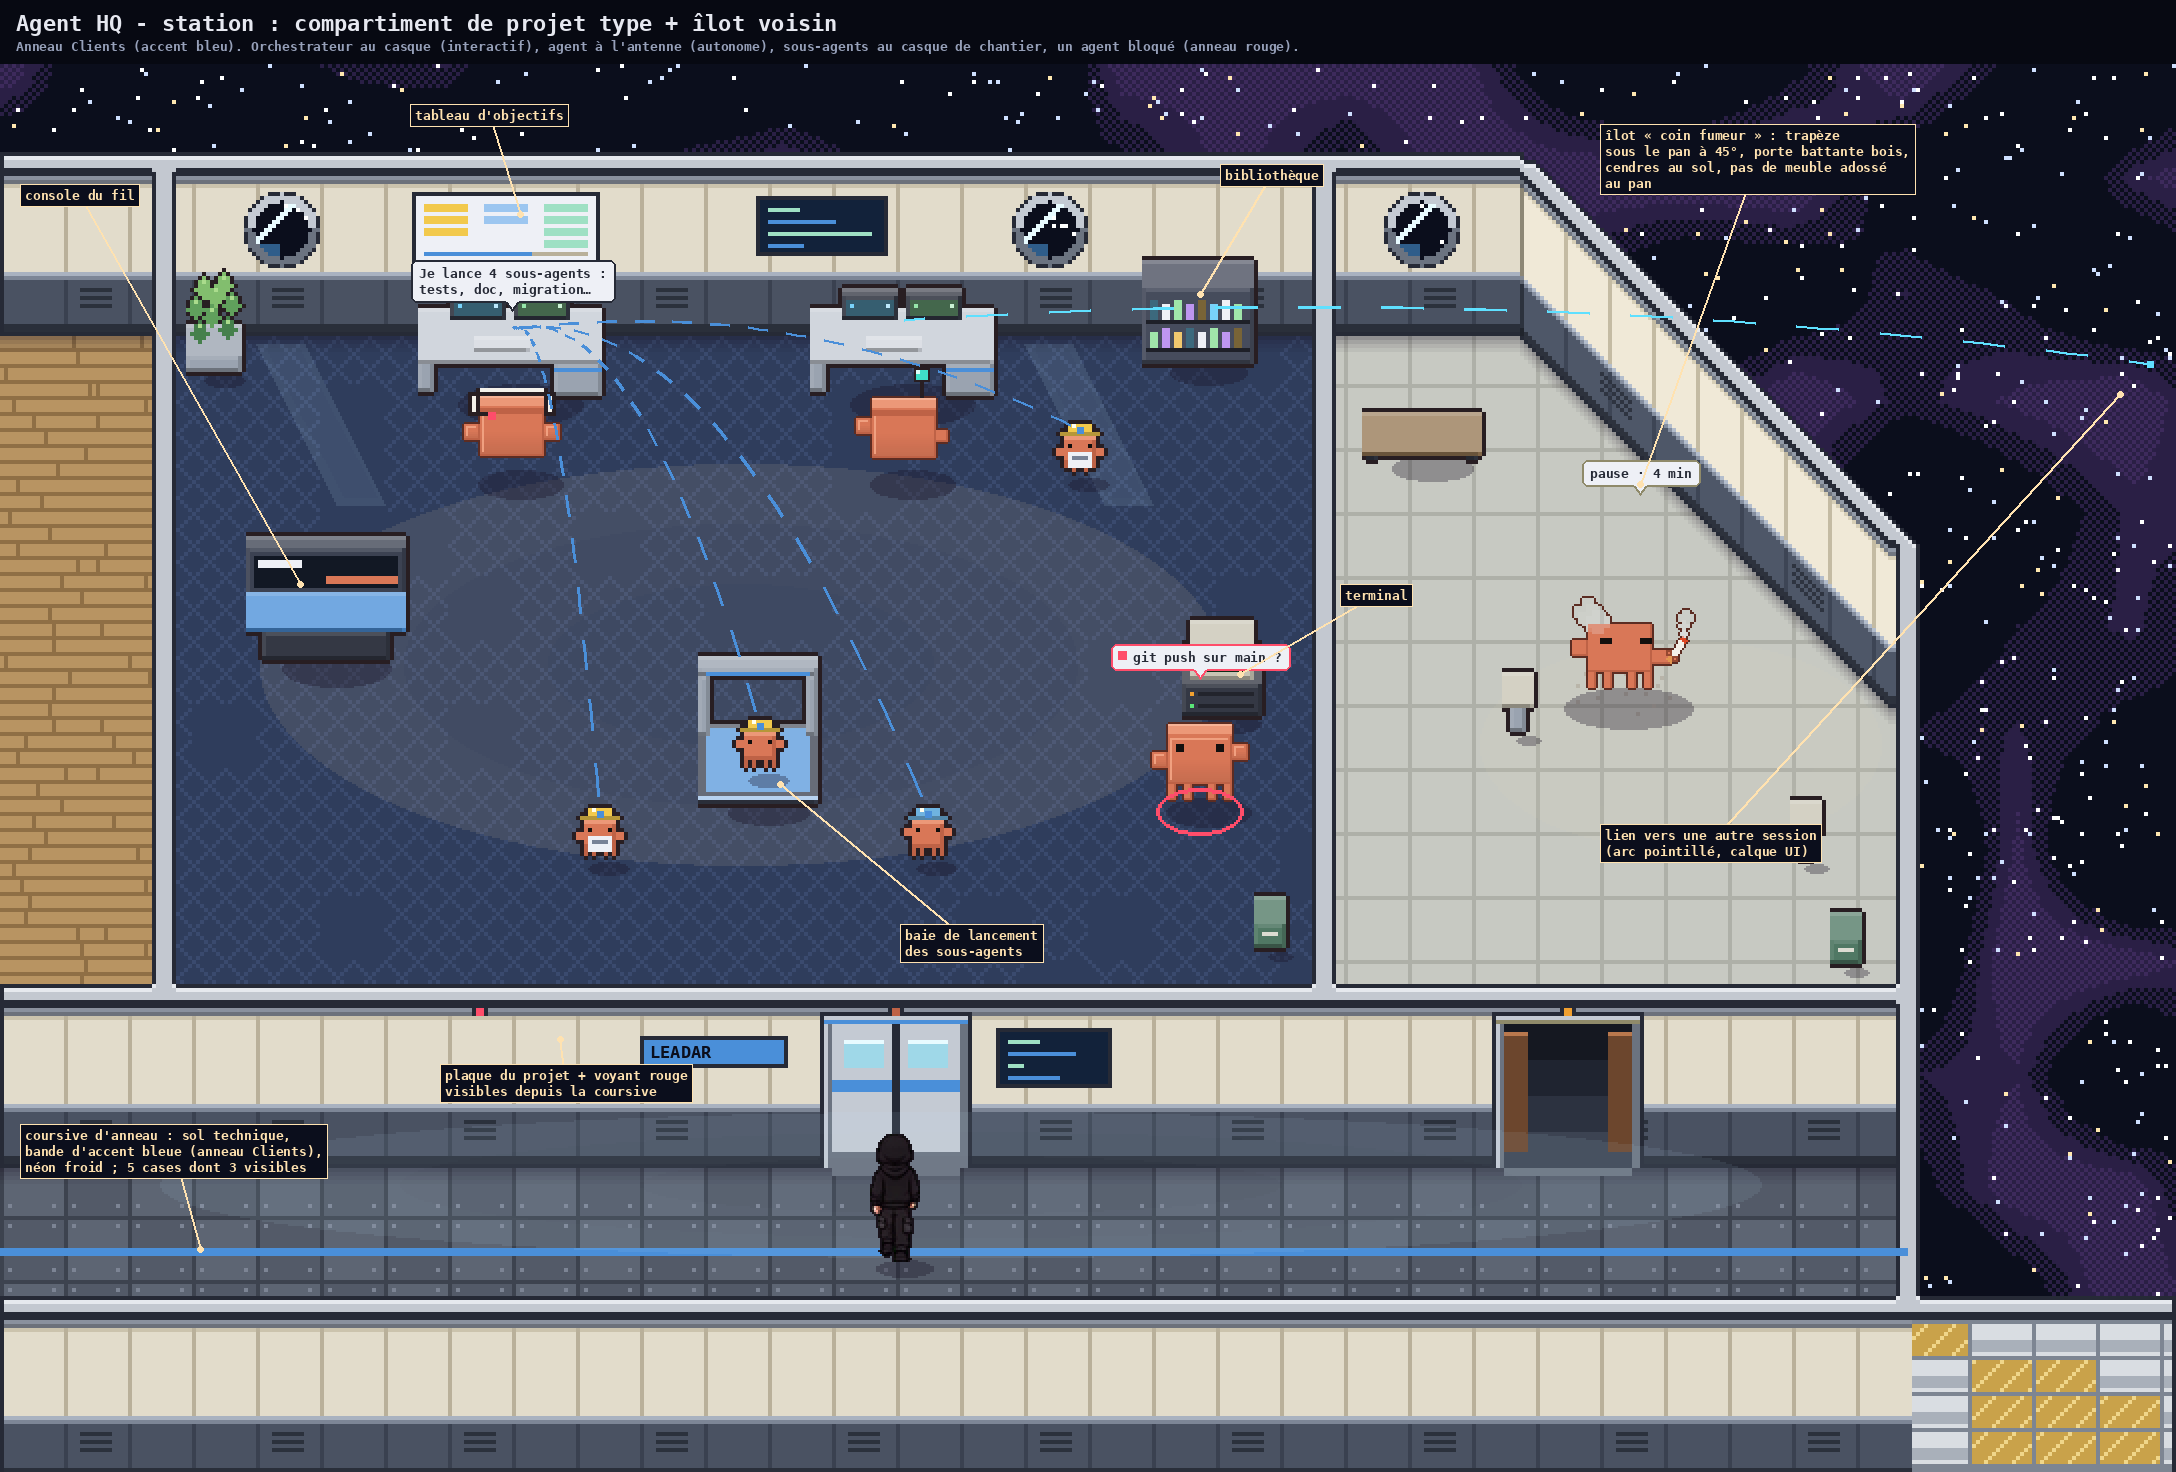 Agent HQ - station : compartiment de projet type + îlot voisin
Anneau Clients (accent bleu). Orchestrateur au casque (interactif), agent à l'antenne (autonome), sous-agents au casque de chantier, un agent bloqué (anneau rouge).
tableau d'objectifs
îlot « coin fumeur » : trapèze
sous le pan à 45°, porte battante bois,
cendres au sol, pas de meuble adossé
au pan
bibliothèque
console du fil
Je lance 4 sous-agents :
tests, doc, migration…
pause · 4 min
terminal
git push sur main ?
lien vers une autre session
(arc pointillé, calque UI)
baie de lancement
des sous-agents
LEADAR
plaque du projet + voyant rouge
visibles depuis la coursive
coursive d'anneau : sol technique,
bande d'accent bleue (anneau Clients),
néon froid ; 5 cases dont 3 visibles